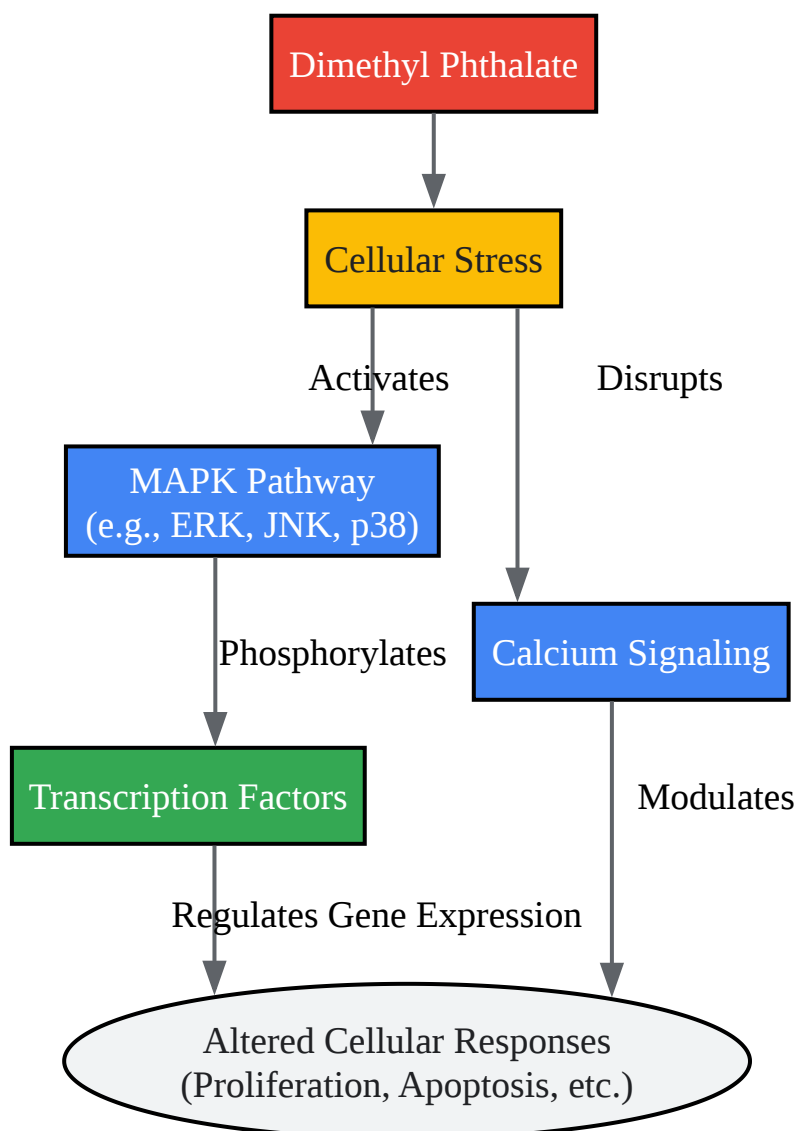 Dimethyl Phthalate
Cellular Stress
Activates
Disrupts
MAPK Pathway
(e.g., ERK, JNK, p38)
Phosphorylates
Calcium Signaling
Transcription Factors
Modulates
Regulates Gene Expression
Altered Cellular Responses
(Proliferation, Apoptosis, etc.)